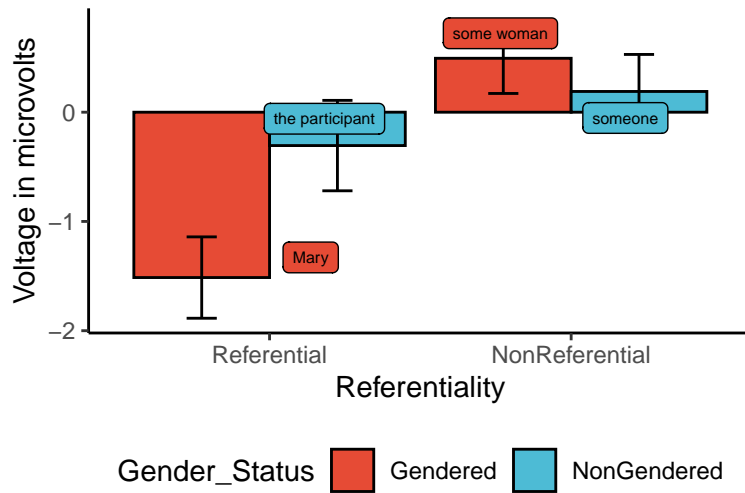 Voltage in microvolts
0
−1
−2
some woman
the participant
someone
Mary
Referential
NonReferential
Referentiality
Gender_Status
Gendered
NonGendered